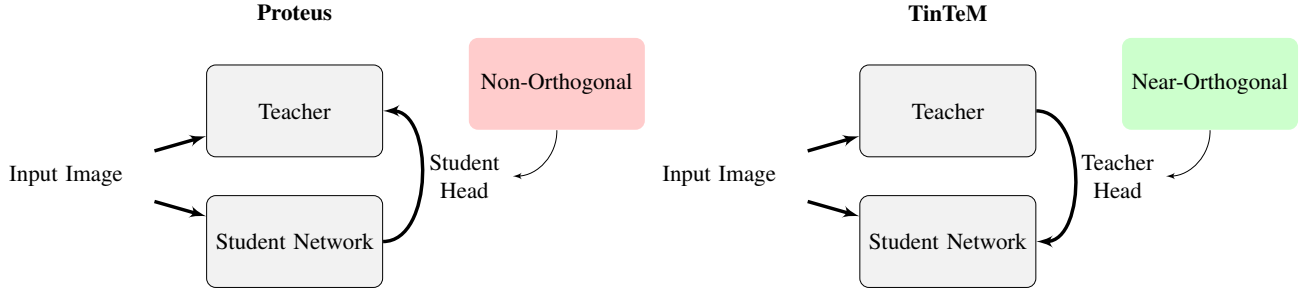 Proteus
Teacher
Non-Orthogonal
Input Image
Student
Head
Student Network
TinTeM
Teacher
Near-Orthogonal
Input Image
Teacher
Head
Student Network